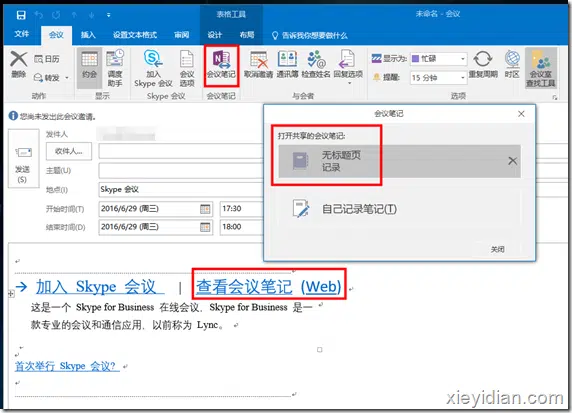 表格工具
未命名 - 会议
文件 会议 插入 设置文本格式 审阅 设计 布局 告诉我你想要做什么
删除 日历 转发 约会 调度助手 加入 Skype 会议 会议选项 会议笔记 取消邀请 通讯簿 检查姓名 回复选项 显示为: 忙碌 提醒: 15 分钟 重复周期 时区 会议室查找工具
动作 显示 Skype 会议 会议笔记 与会者 选项
您尚未发出此会议邀请。
发件人
收件人...
发送(S)
主题(U)
地点(I) Skype 会议
开始时间(T) 2016/6/29 (周三) 17:30
结束时间(D) 2016/6/29 (周三) 18:00
会议笔记
打开共享的会议笔记:
无标题页
记录
自己记录笔记(T)
关闭
加入 Skype 会议 | 查看会议笔记 (Web)
这是一个 Skype for Business 在线会议，Skype for Business 是一
款专业的会议和通信应用，以前称为 Lync。
首次举行 Skype 会议?
xieyidian.com